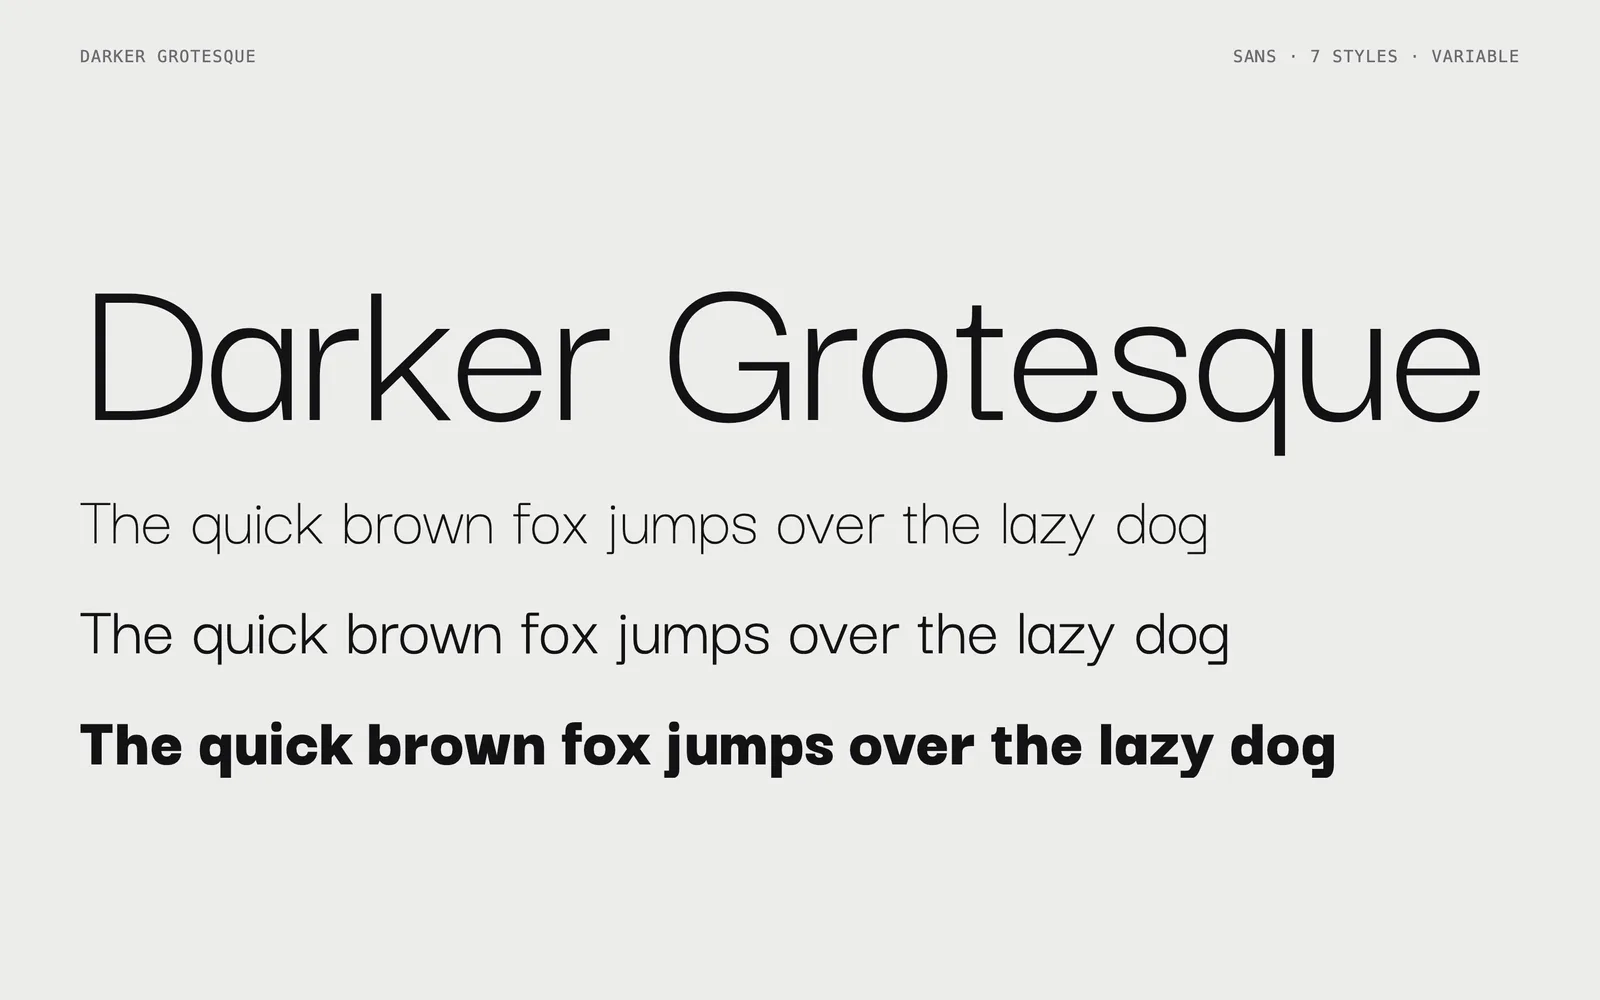 DARKER GROTESQUE
SANS · 7 STYLES · VARIABLE
Darker Grotesque
The quick brown fox jumps over the lazy dog
The quick brown fox jumps over the lazy dog
The quick brown fox jumps over the lazy dog